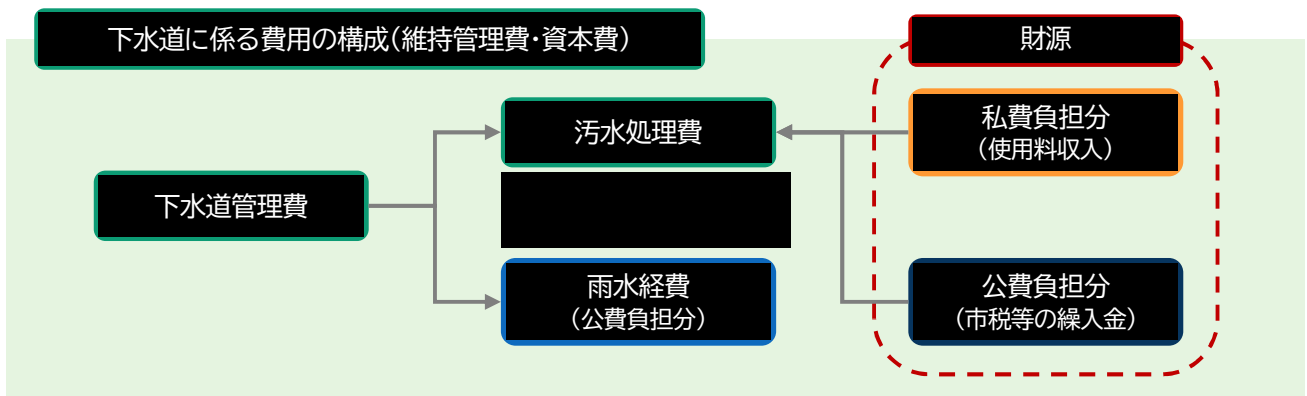 下水道に係る費用の構成（維持管理費・資本費）
財源
汚水処理費
私費負担分
（使用料収入）
下水道管理費
雨水経費
（公費負担分）
公費負担分
（市税等の繰入金）